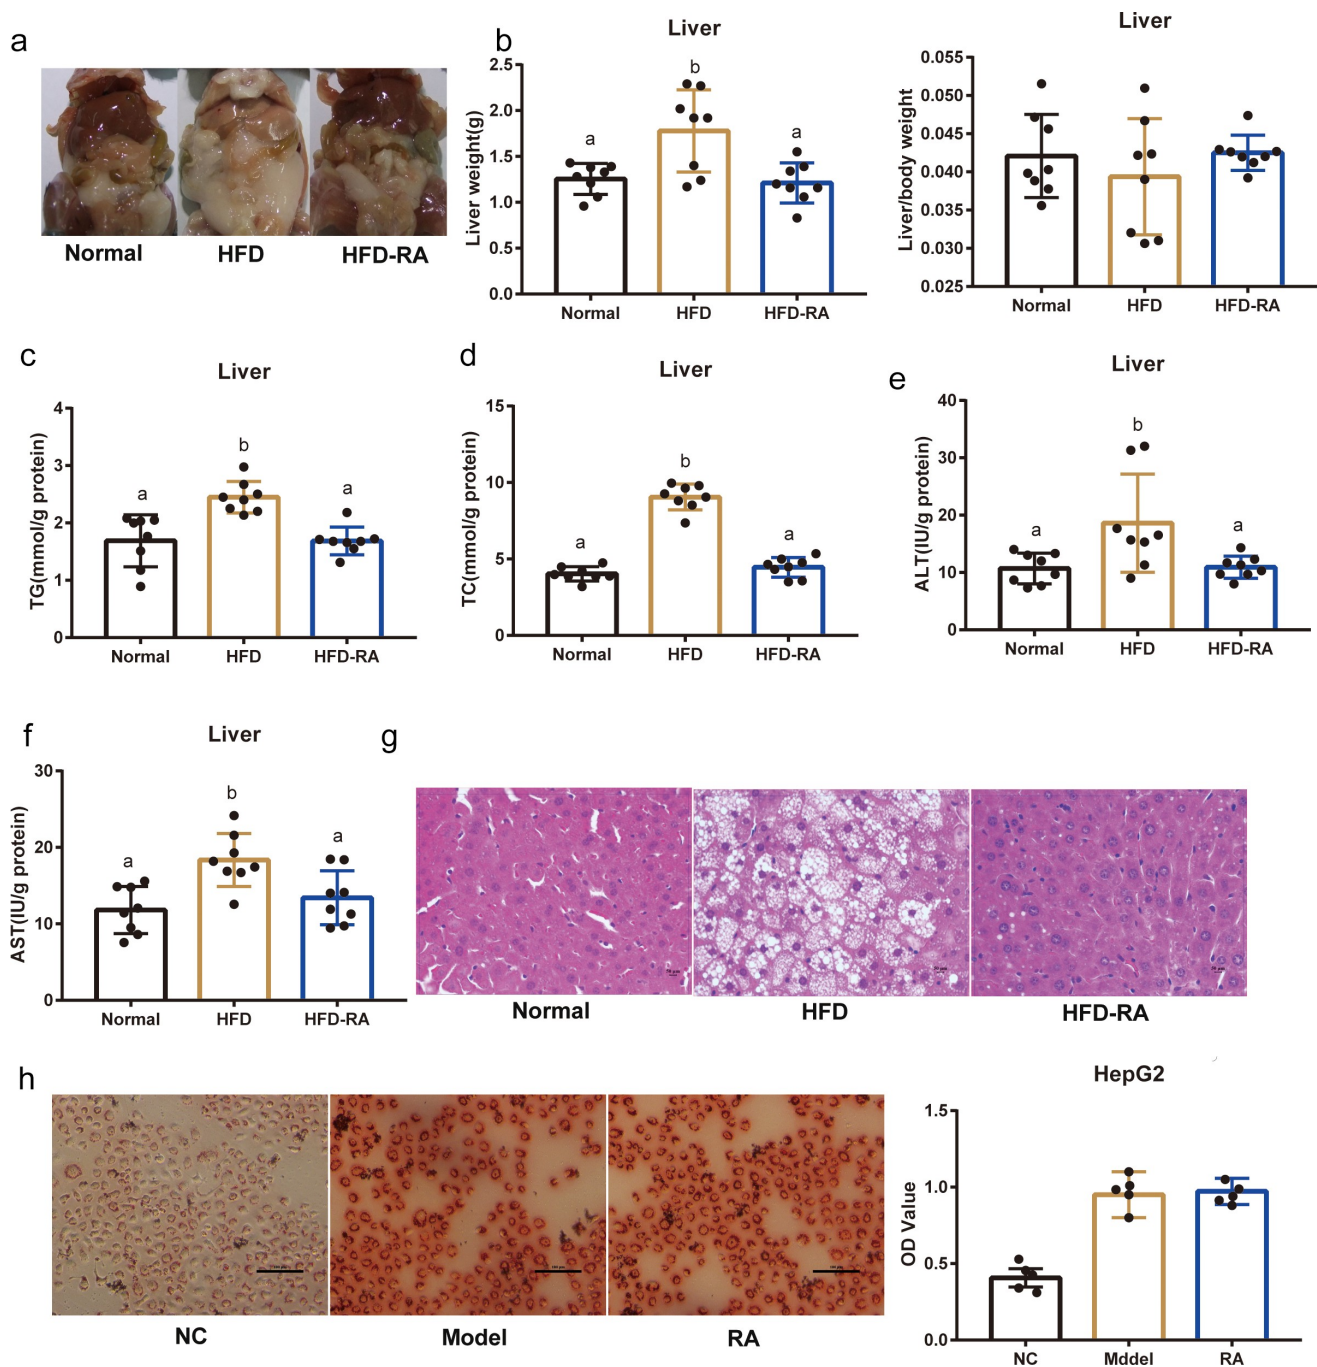 a
Normal
HFD
HFD-RA
b
Liver
Liver weight(g)
2.5
2.0
1.5
1.0
0.5
0.0
a
b
a
Normal
HFD
HFD-RA
Liver
Liver/body weight
0.055
0.050
0.045
0.040
0.035
0.030
0.025
Normal
HFD
HFD-RA
c
Liver
TG(mmol/g protein)
4
3
2
1
0
a
b
a
Normal
HFD
HFD-RA
d
Liver
TC(mmol/g protein)
15
10
5
0
a
b
a
Normal
HFD
HFD-RA
e
Liver
ALT(IU/g protein)
40
30
20
10
0
a
b
a
Normal
HFD
HFD-RA
f
Liver
AST(IU/g protein)
30
20
10
0
a
b
a
Normal
HFD
HFD-RA
g
Normal
HFD
HFD-RA
h
NC
Model
RA
HepG2
OD Value
1.5
1.0
0.5
0.0
NC
Mddel
RA